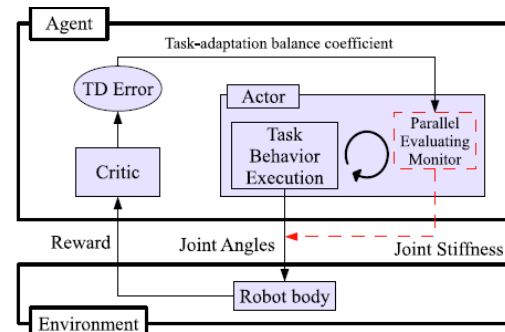 Agent
Task-adaptation balance coefficient
TD Error
Actor
Task
Behavior
Execution
Parallel
Evaluating
Monitor
Critic
Reward
Joint Angles
Joint Stiffness
Robot body
Environment